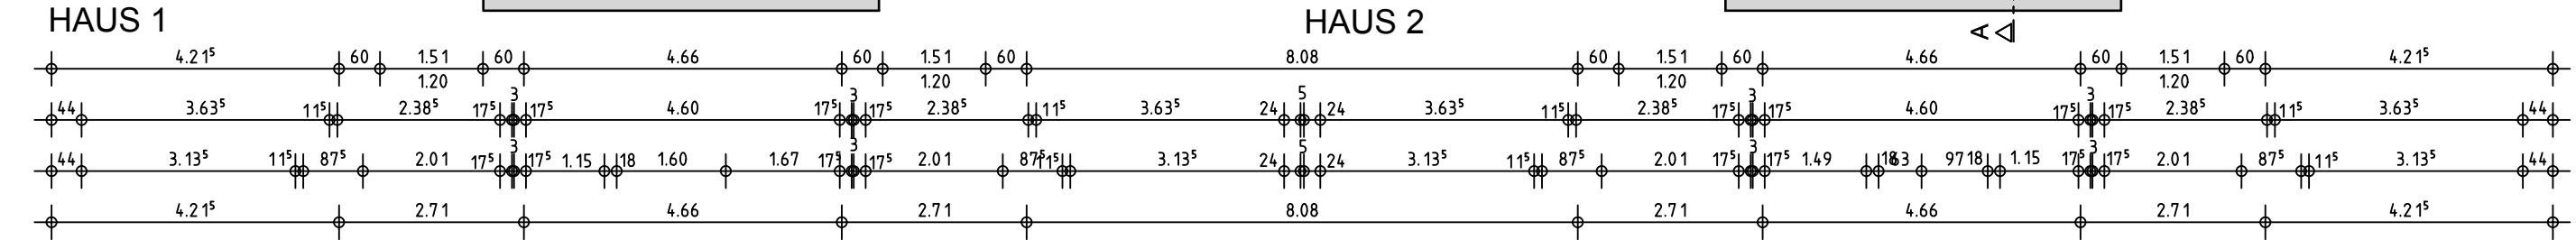 HAUS 1 HAUS 2 A
4.21⁵ 60 1.51 60 4.66 60 1.51 60 8.08 60 1.51 60 4.66 60 1.51 60 4.21⁵
1.20 1.20 1.20 1.20
3 3 5 3 3
44 3.63⁵ 11⁵ 2.38⁵ 17⁵ 17⁵ 4.60 17⁵ 17⁵ 2.38⁵ 11⁵ 3.63⁵ 24 24 3.63⁵ 11⁵ 2.38⁵ 17⁵ 17⁵ 4.60 17⁵ 17⁵ 2.38⁵ 11⁵ 3.63⁵ 44
3 3 5 3 3
44 3.13⁵ 11⁵ 87⁵ 2.01 17⁵ 17⁵ 1.15 18 1.60 1.67 17⁵ 17⁵ 2.01 87⁵ 11⁵ 3.13⁵ 24 24 3.13⁵ 11⁵ 87⁵ 2.01 17⁵ 17⁵ 1.49 18 63 97 18 1.15 17⁵ 17⁵ 2.01 87⁵ 11⁵ 3.13⁵ 44
4.21⁵ 2.71 4.66 2.71 8.08 2.71 4.66 2.71 4.21⁵